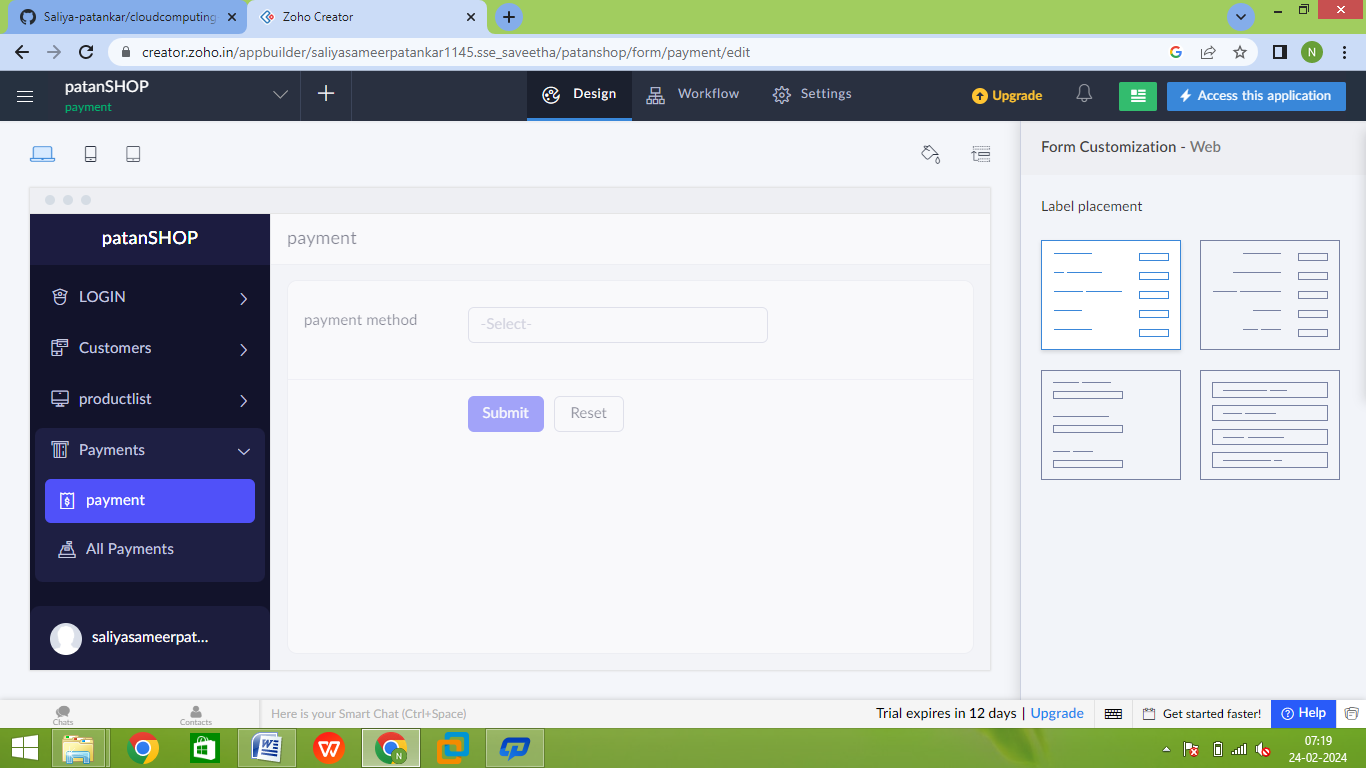 Saliya-patankar/cloudcomputing
Zoho Creator
creator.zoho.in/appbuilder/saliyasameerpatankar1145.sse_saveetha/patanshop/form/payment/edit
N
patanSHOP
payment
Design
Workflow
Settings
Upgrade
Access this application
Form Customization - Web
Label placement
patanSHOP
payment
LOGIN
Customers
productlist
Payments
payment
All Payments
saliyasameerpat...
payment method
-Select-
Submit
Reset
Chats
Contacts
Here is your Smart Chat (Ctrl+Space)
Trial expires in 12 days | Upgrade
Get started faster!
Help
07:19
24-02-2024